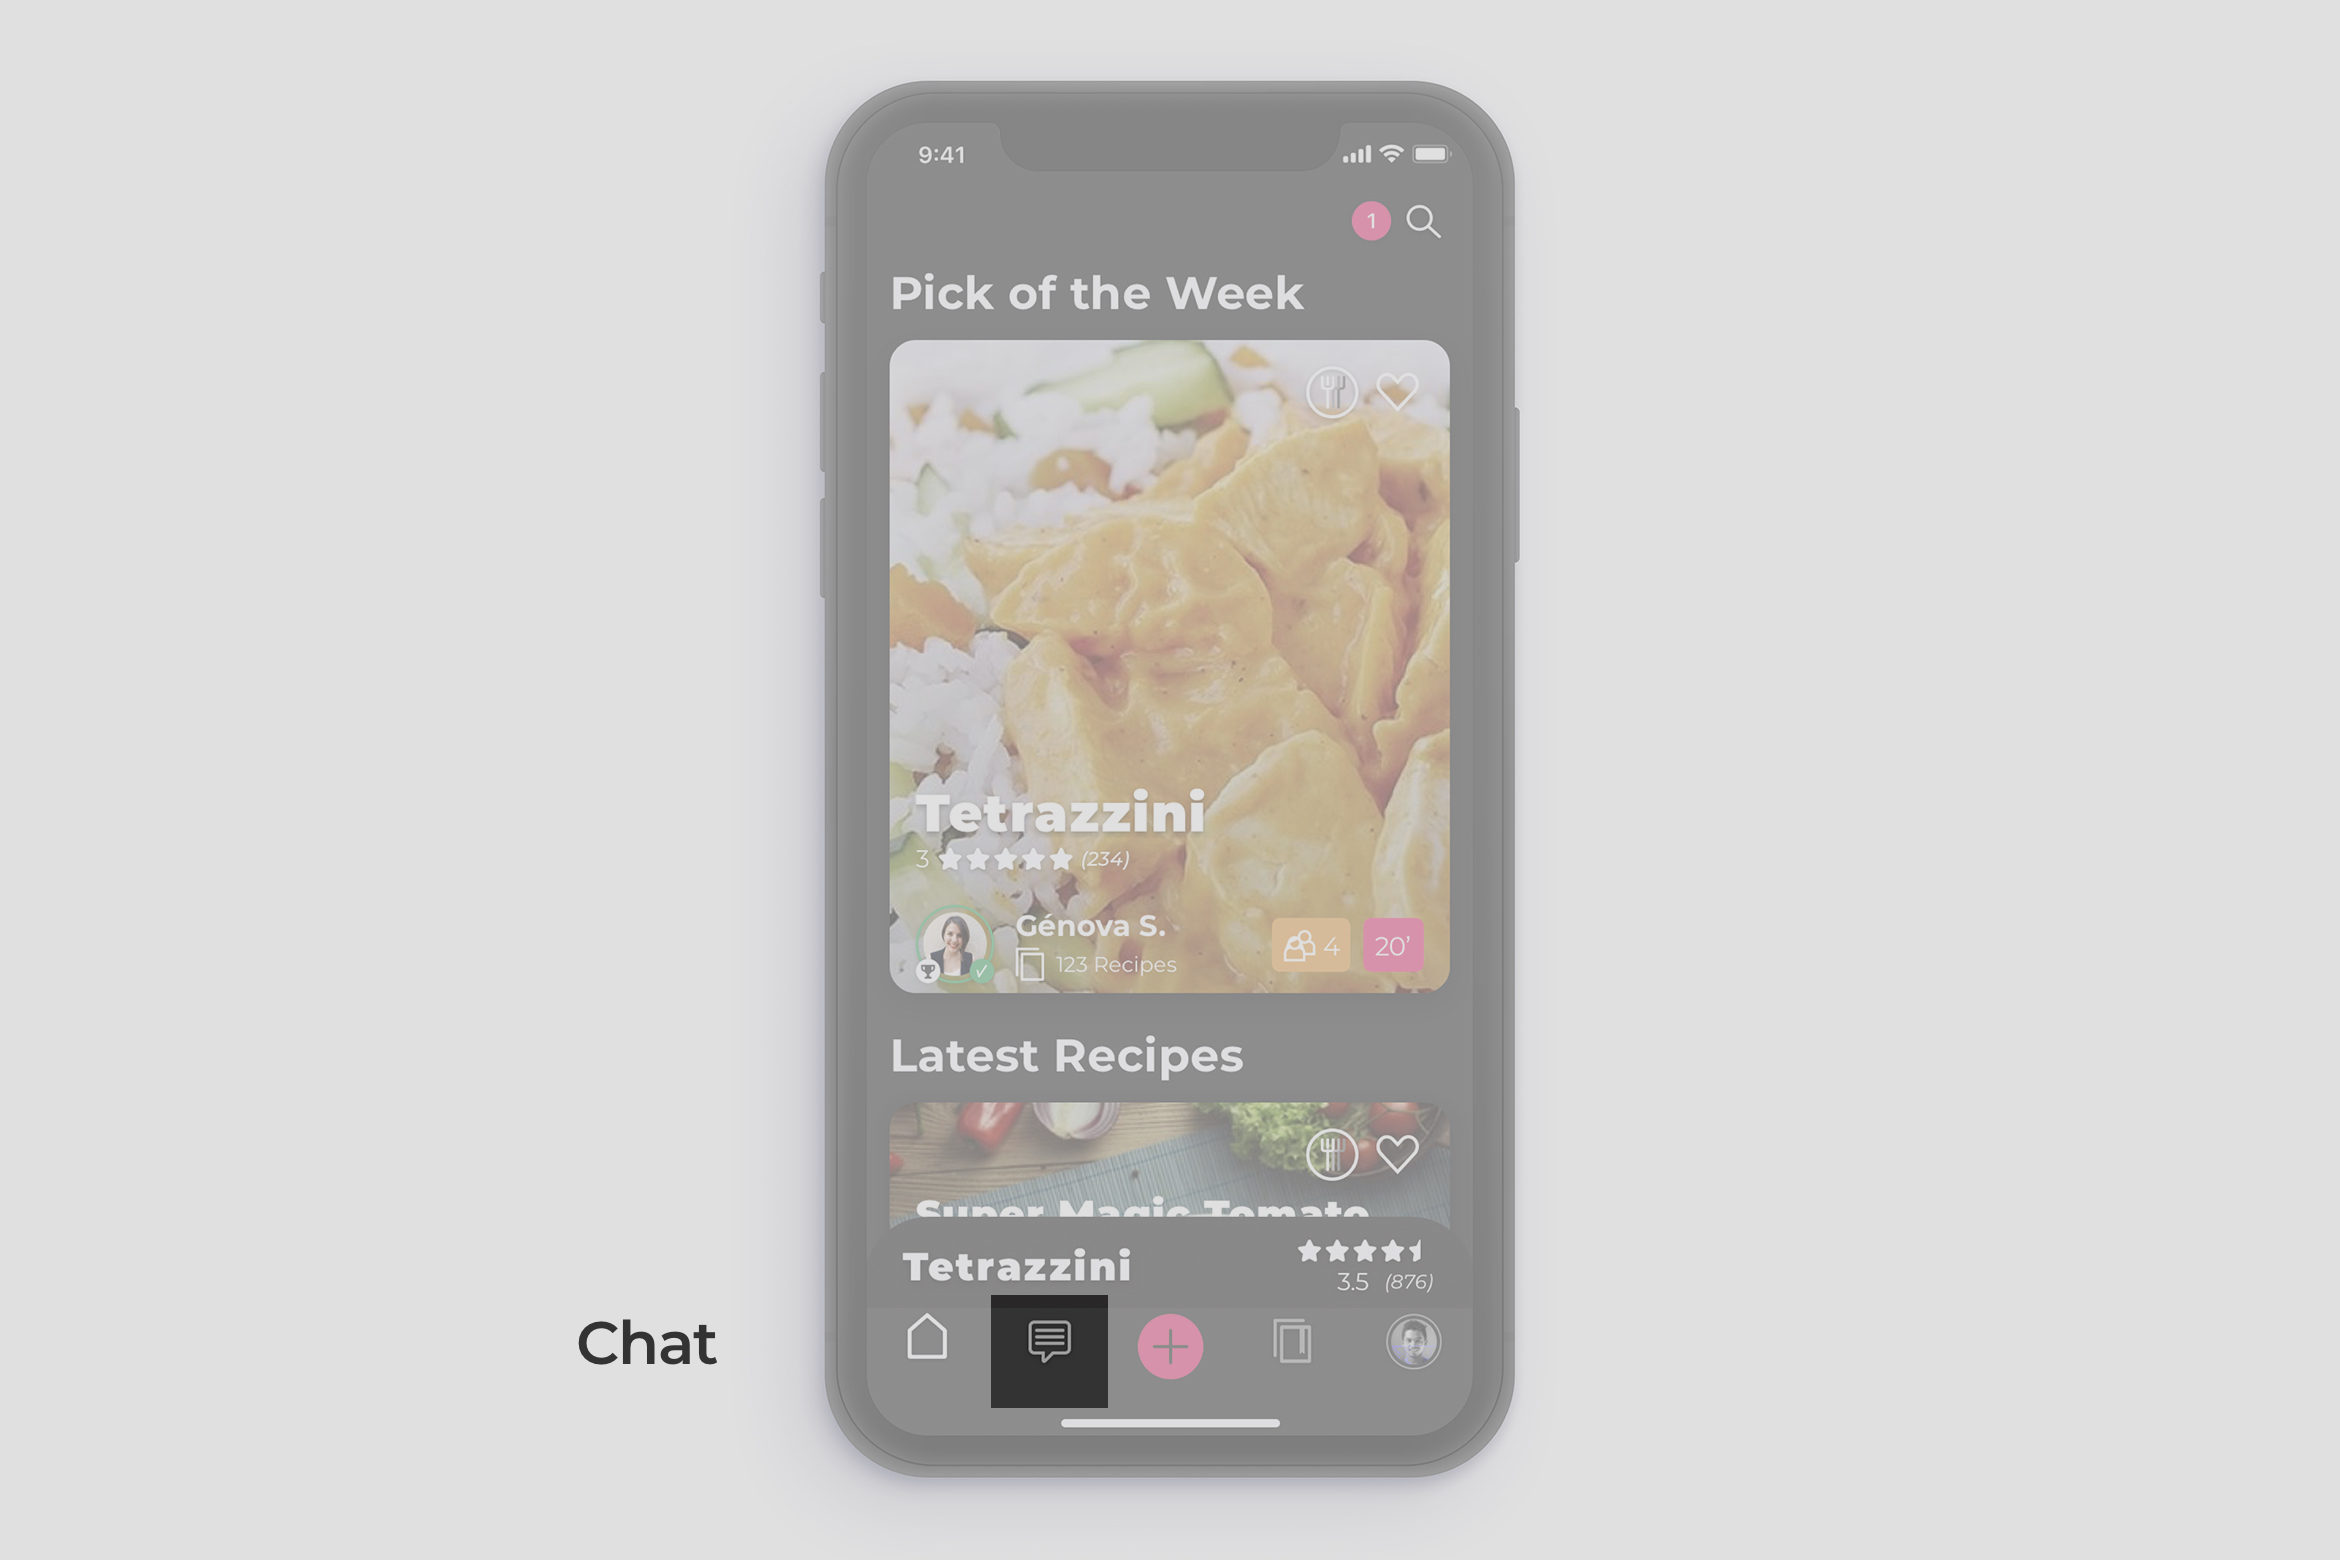 9:41
1
Pick of the Week
Tetrazzini
3 (234)
Génova S.
123 Recipes
4 20’
Latest Recipes
Super Magic Tomato
Tetrazzini
3.5 (876)
Chat